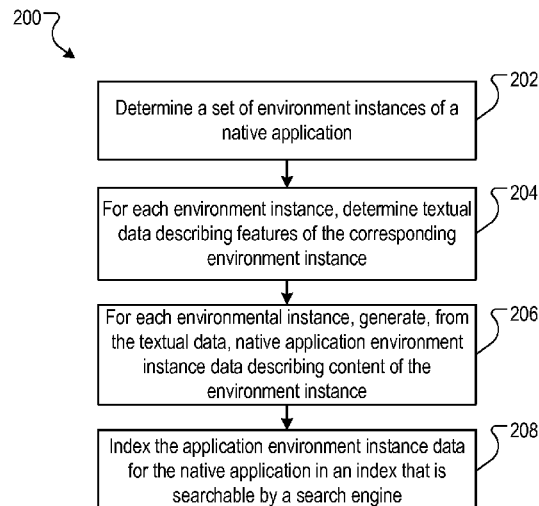 200
202
Determine a set of environment instances of a
native application
204
For each environment instance, determine textual
data describing features of the corresponding
environment instance
206
For each environmental instance, generate, from
the textual data, native application environment
instance data describing content of the
environment instance
208
Index the application environment instance data
for the native application in an index that is
searchable by a search engine